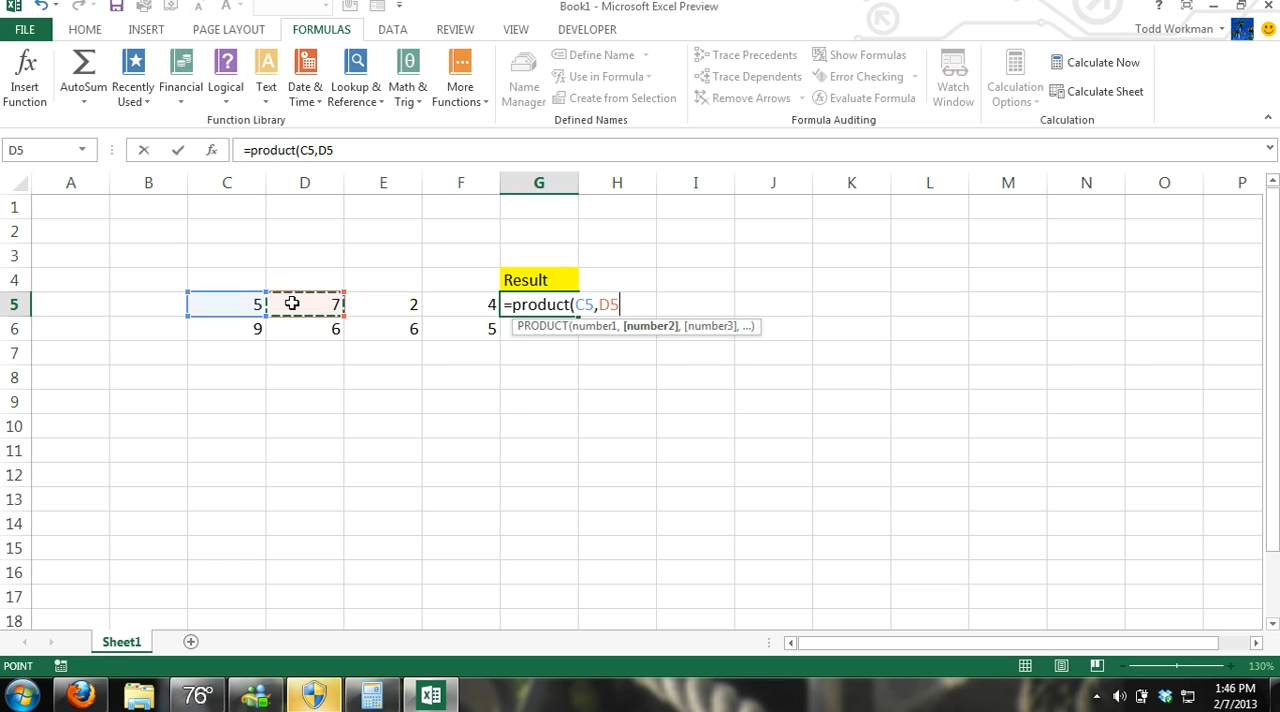 Book1 - Microsoft Excel Preview
FILE HOME INSERT PAGE LAYOUT FORMULAS DATA REVIEW VIEW DEVELOPER Todd Workman
Insert Function
AutoSum
Recently Used
Financial
Logical
Text
Date & Time
Lookup & Reference
Math & Trig
More Functions
Function Library
Name Manager
Define Name
Use in Formula
Create from Selection
Defined Names
Trace Precedents
Trace Dependents
Remove Arrows
Show Formulas
Error Checking
Evaluate Formula
Formula Auditing
Watch Window
Calculation Options
Calculate Now
Calculate Sheet
Calculation
D5 =product(C5,D5
A B C D E F G H I J K L M N O P
1
2
3
4 Result
5 5 7 2 4 =product(C5,D5
6 9 6 6 5 PRODUCT(number1, [number2], [number3], ...)
7
8
9
10
11
12
13
14
15
16
17
18
Sheet1
POINT 130%
76°
1:46 PM
2/7/2013